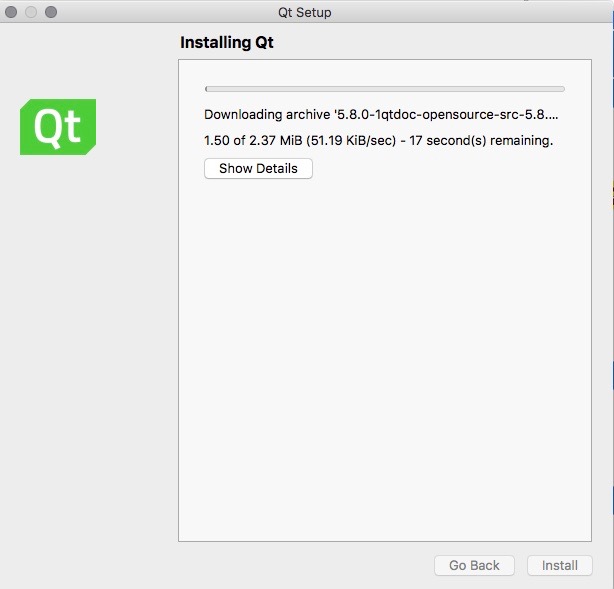 Qt Setup
Installing Qt
Qt
Downloading archive '5.8.0-1qtdoc-opensource-src-5.8....
1.50 of 2.37 MiB (51.19 KiB/sec) - 17 second(s) remaining.
Show Details
Go Back
Install